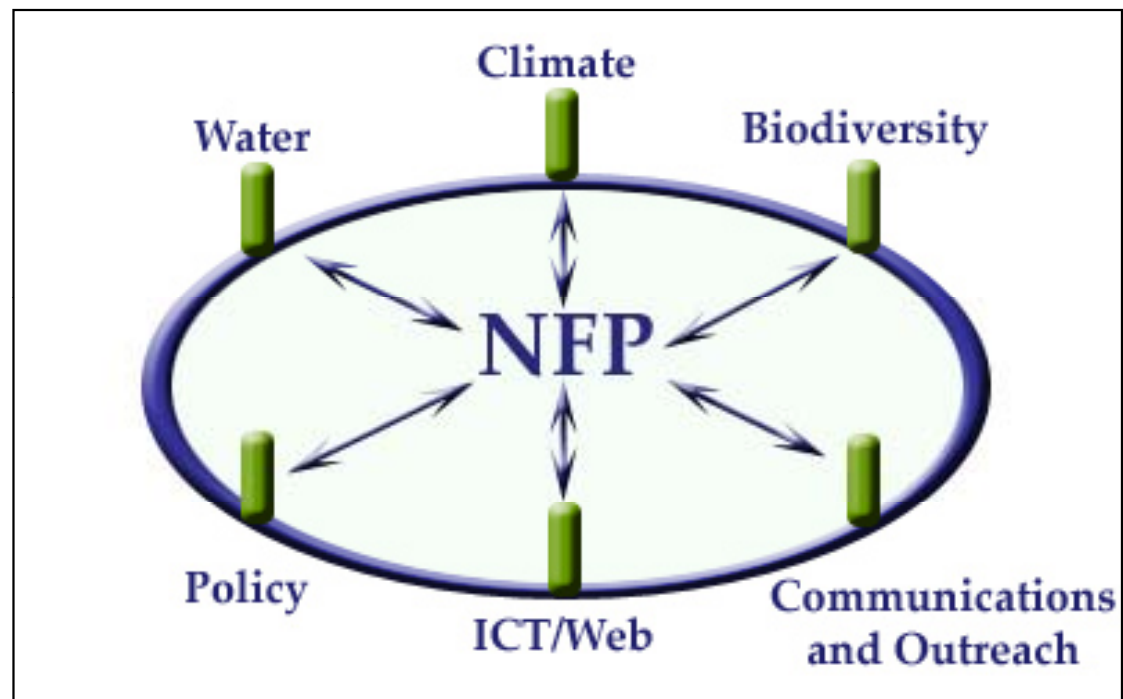 Climate
Water
Biodiversity
NFP
Policy
ICT/Web
Communications
and Outreach